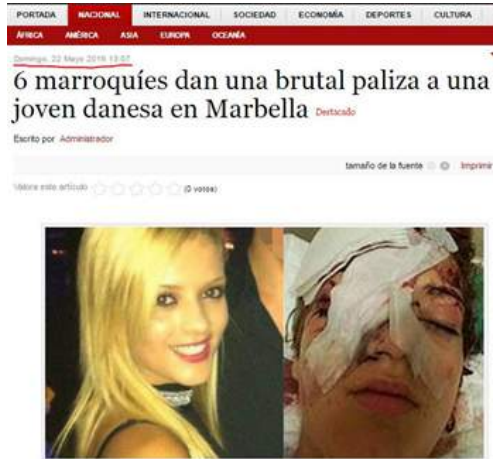 PORTADA NACIONAL INTERNACIONAL SOCIEDAD ECONOMÍA DEPORTES CULTURA
ÁFRICA AMÉRICA ASIA EUROPA OCEANÍA
Domingo, 22 Mayo 2016 13:07
6 marroquíes dan una brutal paliza a una
joven danesa en Marbella Destacado
Escrito por Administrador
tamaño de la fuente Imprimir
Valora este artículo (0 votos)